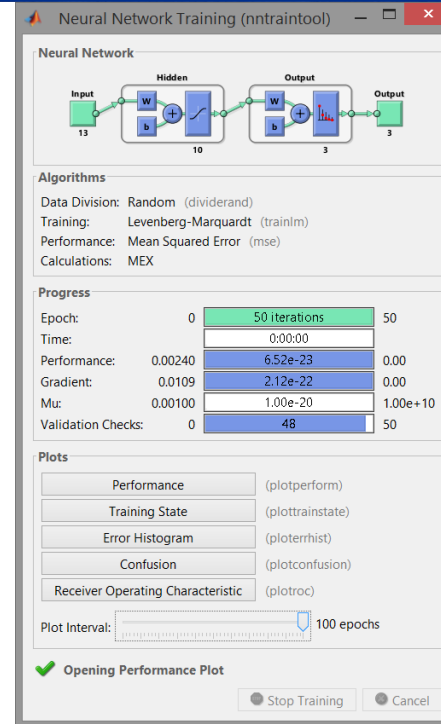 Neural Network Training (nntraintool)
Neural Network
Hidden Output
Input Output
W W
b b
13 3
10 3
Algorithms
Data Division: Random (dividerand)
Training: Levenberg-Marquardt (trainlm)
Performance: Mean Squared Error (mse)
Calculations: MEX
Progress
Epoch: 0 50 iterations 50
Time: 0:00:00
Performance: 0.00240 6.52e-23 0.00
Gradient: 0.0109 2.12e-22 0.00
Mu: 0.00100 1.00e-20 1.00e+10
Validation Checks: 0 48 50
Plots
Performance (plotperform)
Training State (plottrainstate)
Error Histogram (ploterrhist)
Confusion (plotconfusion)
Receiver Operating Characteristic (plotroc)
Plot Interval: 100 epochs
Opening Performance Plot
Stop Training Cancel